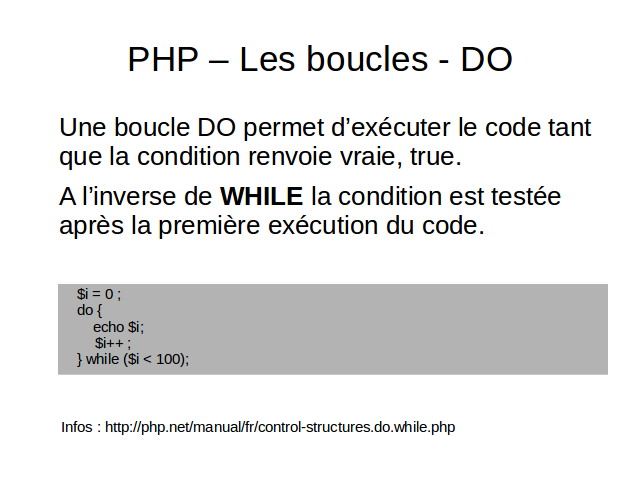 PHP – Les boucles - DO
Une boucle DO permet d’exécuter le code tant
que la condition renvoie vraie, true.
A l’inverse de WHILE la condition est testée
après la première exécution du code.
$i = 0 ;
do {
echo $i;
$i++ ;
} while ($i < 100);
Infos : http://php.net/manual/fr/control-structures.do.while.php